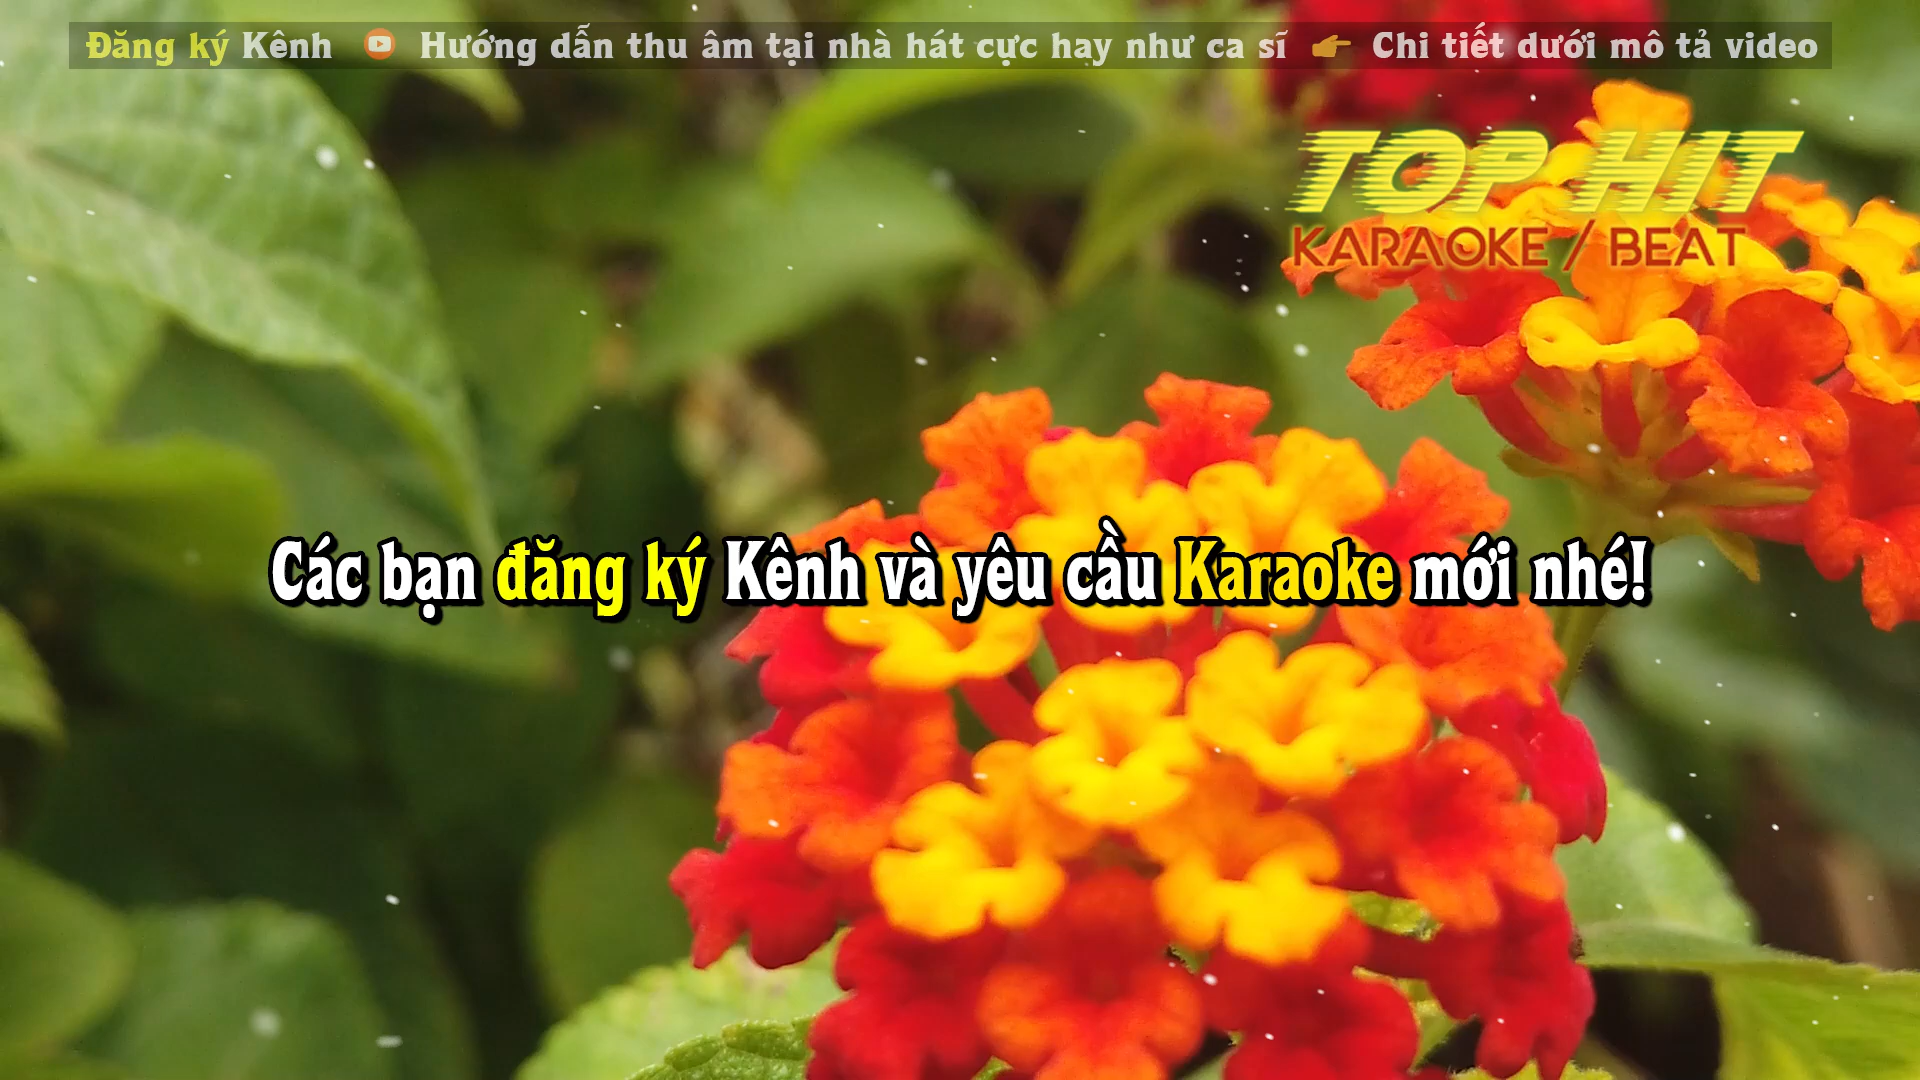 Đăng ký Kênh Hướng dẫn thu âm tại nhà hát cực hay như ca sĩ Chi tiết dưới mô tả video
TOP HIT
KARAOKE / BEAT
Các bạn đăng ký Kênh và yêu cầu Karaoke mới nhé!